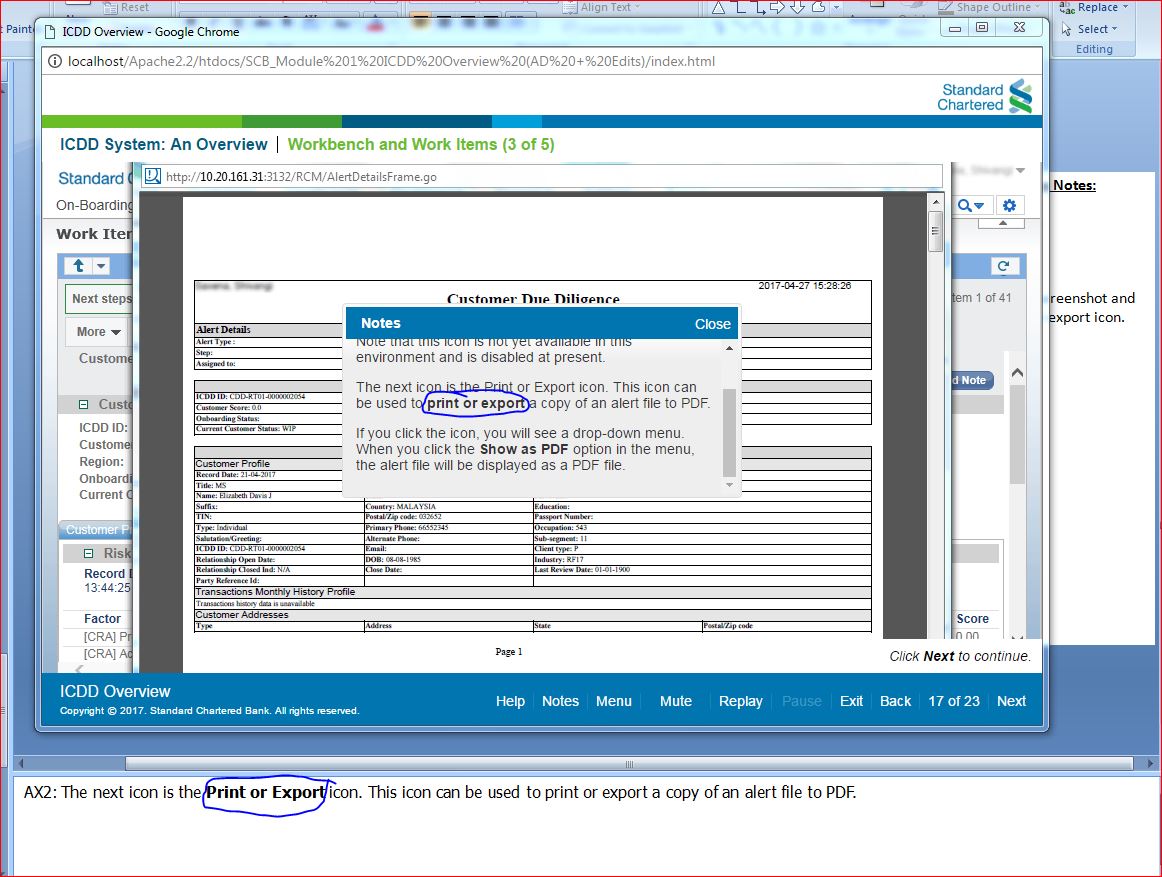 Reset
Align Text
Shape Outline
Replace
Select
Editing
ICDD Overview - Google Chrome
localhost/Apache2.2/htdocs/SCB_Module%201%20ICDD%20Overview%20(AD%20+%20Edits)/index.html
Standard
Chartered
ICDD System: An Overview
Workbench and Work Items (3 of 5)
Standard
http://10.20.161.31:3132/RCM/AlertDetailsFrame.go
Notes:
On-Boarding
Work Iter
2017-04-27 15:28:26
Customer Due Diligence
Next steps
tem 1 of 41
reenshot and
export icon.
Notes
Close
Alert Details
Alert Type :
Step:
Assigned to:
More
Custome
Note that this icon is not yet available in this
environment and is disabled at present.
The next icon is the Print or Export icon. This icon can
be used to print or export a copy of an alert file to PDF.
If you click the icon, you will see a drop-down menu.
When you click the Show as PDF option in the menu,
the alert file will be displayed as a PDF file.
d Note
ICDD ID: CDD-RT01-0000002054
Customer Score: 0.0
Onboarding Status:
Current Customer Status: WIP
Custo
ICDD ID:
Custome
Region:
Onboardi
Current C
Customer Profile
Record Date: 21-04-2017
Title: MS
Name: Elizabeth Davis J
Suffix:
Country: MALAYSIA
Education:
TIN:
Postal/Zip code: 032652
Passport Number:
Type: Individual
Primary Phone: 66552345
Occupation: 543
Salutation/Greeting:
Alternate Phone:
Sub-segment: 11
ICDD ID: CDD-RT01-0000002054
Email:
Client type: P
Relationship Open Date:
DOB: 08-08-1985
Industry: RF17
Relationship Closed Ind: N/A
Close Date:
Last Review Date: 01-01-1900
Party Reference Id:
Transactions Monthly History Profile
Transactions history data is unavailable
Customer Addresses
Type
Address
State
Postal/Zip code
Page 1
Customer P
Risk
Record
13:44:25
Factor
[CRA] Pr
[CRA] Ac
Score
0.00
Click Next to continue.
ICDD Overview
Copyright © 2017. Standard Chartered Bank. All rights reserved.
Help
Notes
Menu
Mute
Replay
Pause
Exit
Back
17 of 23
Next
AX2: The next icon is the Print or Export icon. This icon can be used to print or export a copy of an alert file to PDF.